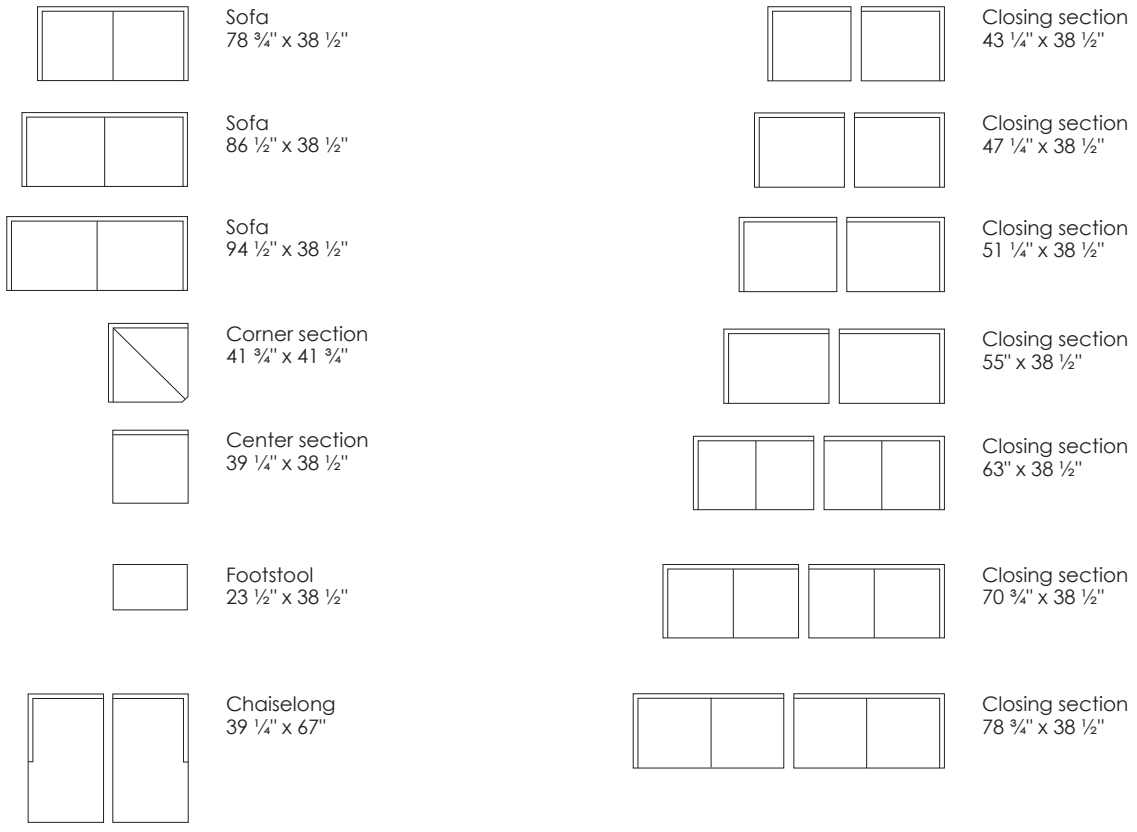 Sofa
78 ¾" x 38 ½"
Sofa
86 ½" x 38 ½"
Sofa
94 ½" x 38 ½"
Corner section
41 ¾" x 41 ¾"
Center section
39 ¼" x 38 ½"
Footstool
23 ½" x 38 ½"
Chaiselong
39 ¼" x 67"
Closing section
43 ¼" x 38 ½"
Closing section
47 ¼" x 38 ½"
Closing section
51 ¼" x 38 ½"
Closing section
55" x 38 ½"
Closing section
63" x 38 ½"
Closing section
70 ¾" x 38 ½"
Closing section
78 ¾" x 38 ½"